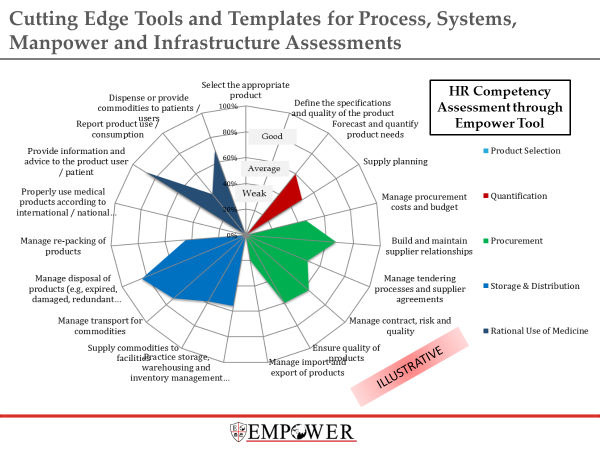 Cutting Edge Tools and Templates for Process, Systems,
Manpower and Infrastructure Assessments
HR Competency
Assessment through
Empower Tool
Select the appropriate
product
Define the specifications
and quality of the product
Forecast and quantify
product needs
Supply planning
Manage procurement
costs and budget
Build and maintain
supplier relationships
Manage tendering
processes and supplier
agreements
Manage contract, risk and
quality
Ensure quality of
products
Manage import and
export of products
Practice storage,
warehousing and
inventory management...
Supply commodities to
facilities
Manage transport for
commodities
Manage disposal of
products (e.g, expired,
damaged, redundant...
Manage re-packing of
products
Properly use medical
products according to
international / national...
Provide information and
advice to the product user
/ patient
Report product use /
consumption
Dispense or provide
commodities to patients /
users
100%
80%
60%
40%
20%
0%
Good
Average
Weak
Product Selection
Quantification
Procurement
Storage & Distribution
Rational Use of Medicine
ILLUSTRATIVE
EMPOWER